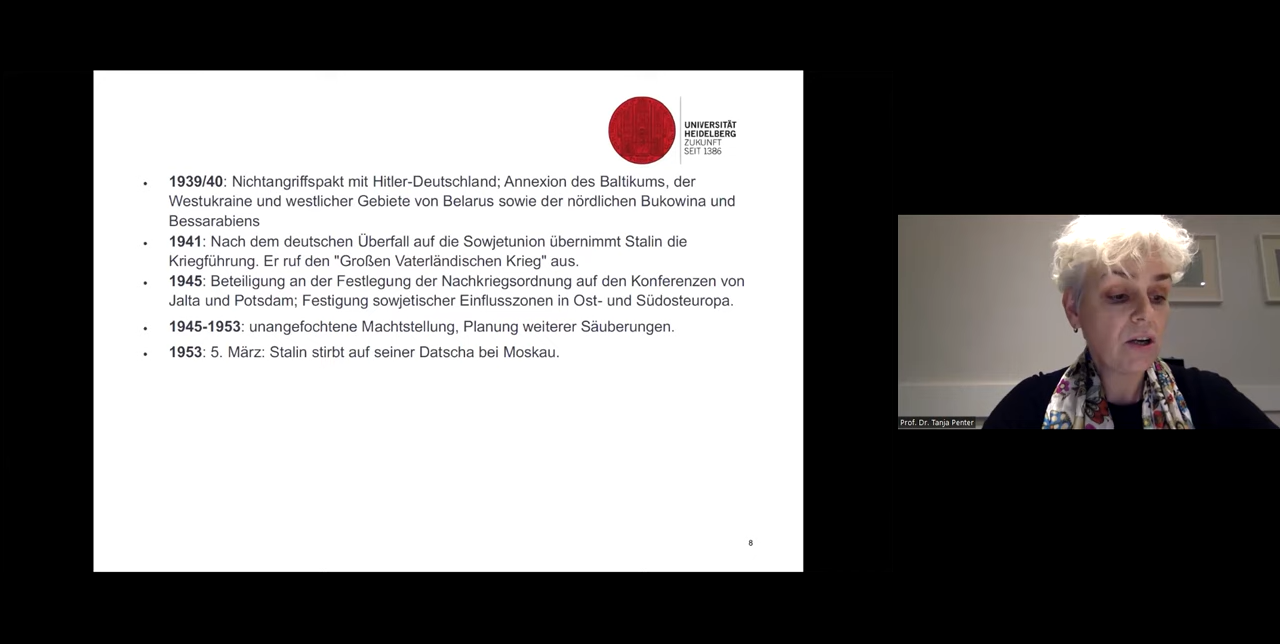 UNIVERSITÄT
HEIDELBERG
ZUKUNFT
SEIT 1386
• 1939/40: Nichtangriffspakt mit Hitler-Deutschland; Annexion des Baltikums, der
Westukraine und westlicher Gebiete von Belarus sowie der nördlichen Bukowina und
Bessarabiens
• 1941: Nach dem deutschen Überfall auf die Sowjetunion übernimmt Stalin die
Kriegführung. Er ruf den "Großen Vaterländischen Krieg" aus.
• 1945: Beteiligung an der Festlegung der Nachkriegsordnung auf den Konferenzen von
Jalta und Potsdam; Festigung sowjetischer Einflusszonen in Ost- und Südosteuropa.
• 1945-1953: unangefochtene Machtstellung, Planung weiterer Säuberungen.
• 1953: 5. März: Stalin stirbt auf seiner Datscha bei Moskau.
8
Prof. Dr. Tanja Penter